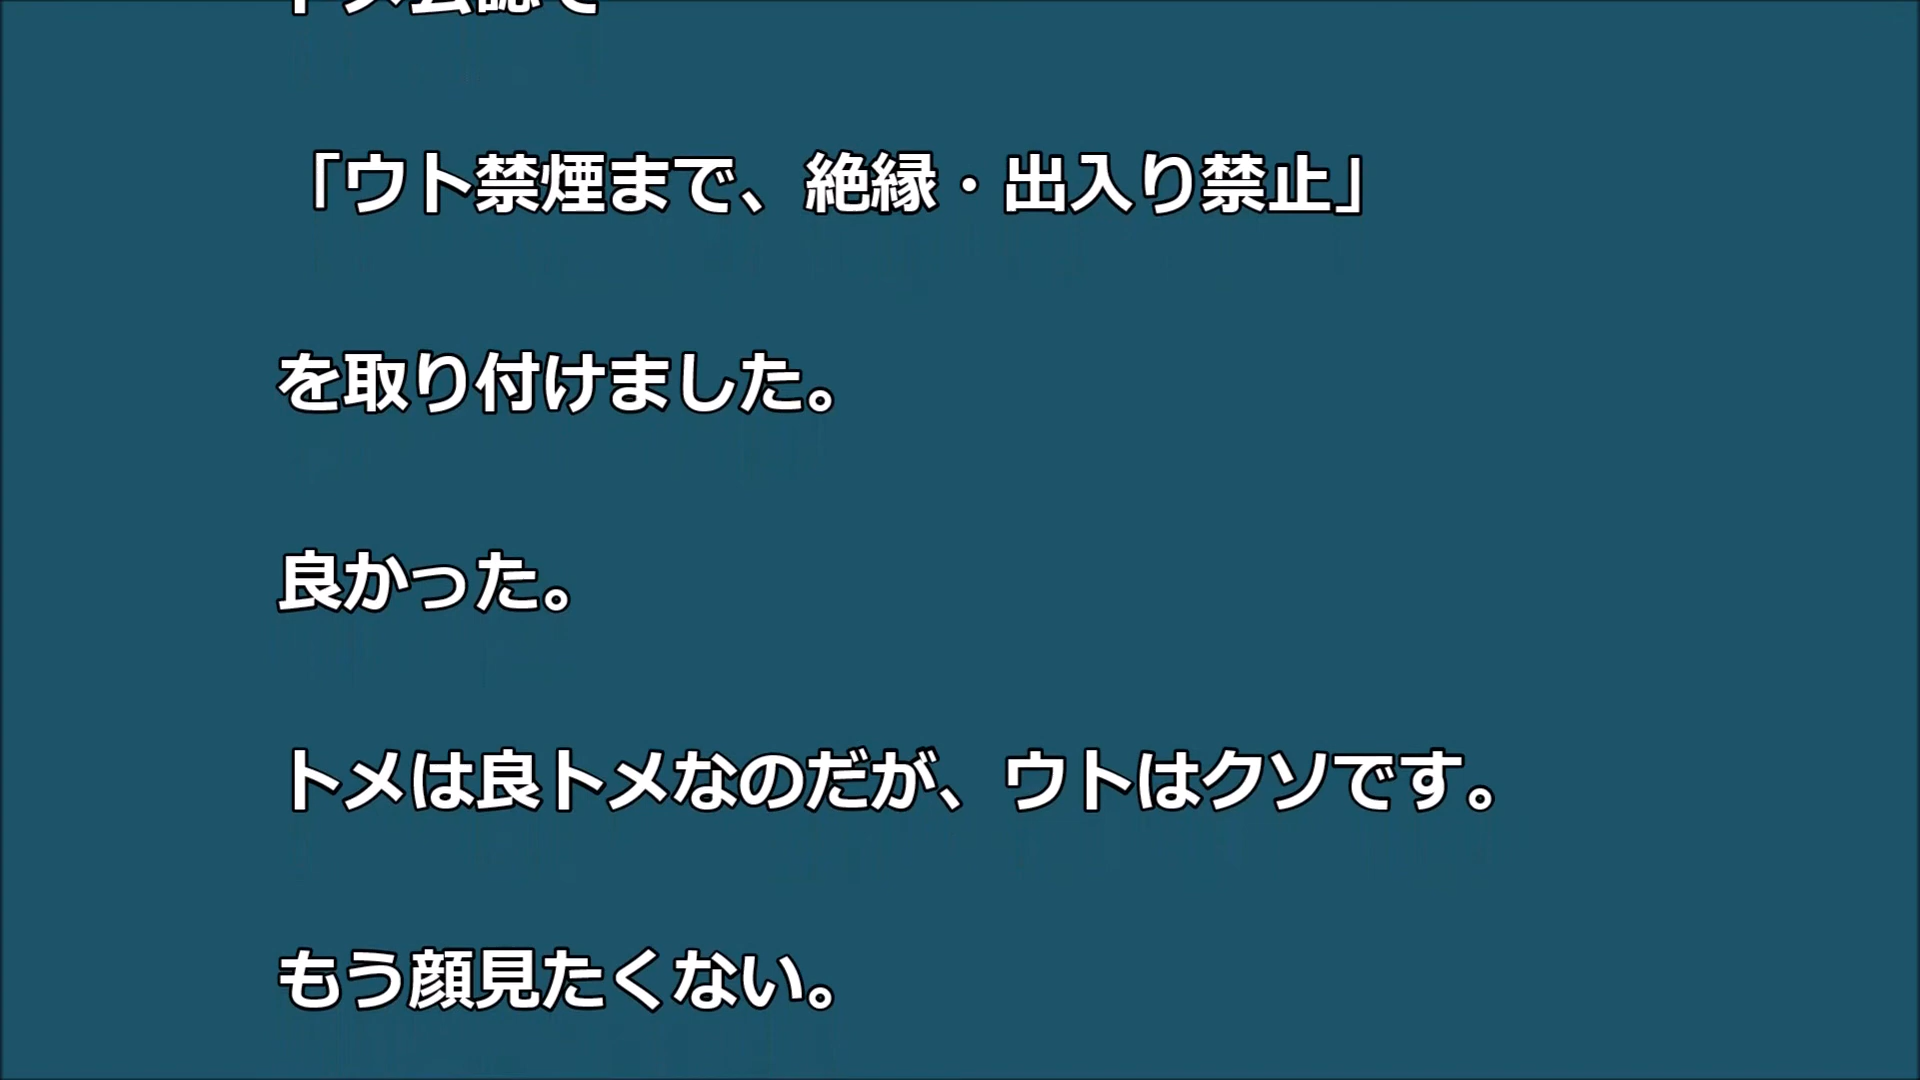 「ウト禁煙まで、絶縁・出入り禁止」
を取り付けました。
良かった。
トメは良トメなのだが、ウトはクソです。
もう顔見たくない。